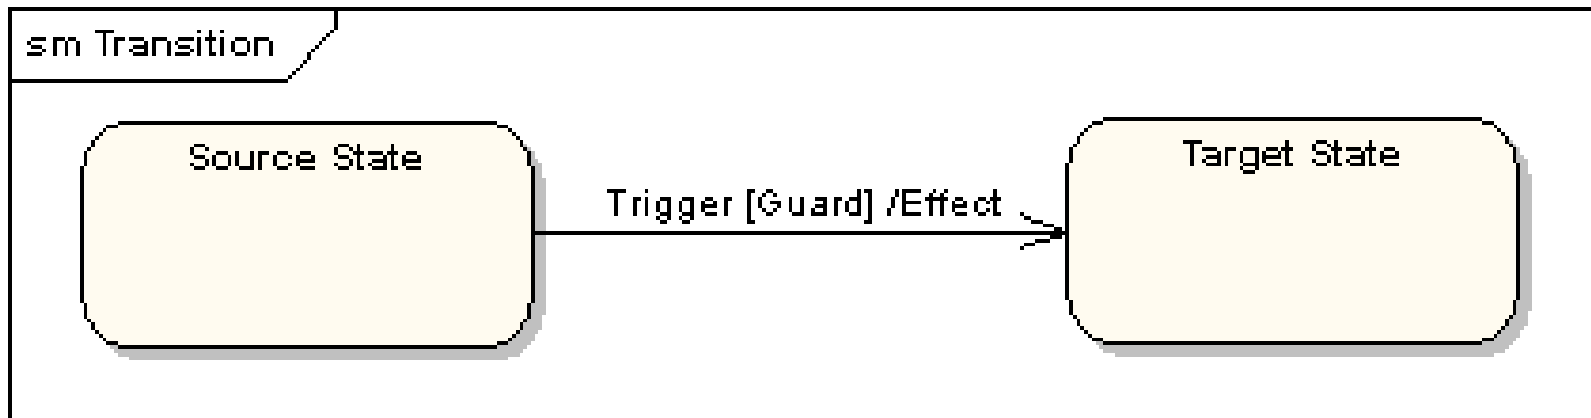 sm Transition
Source State
Trigger [Guard] /Effect
Target State